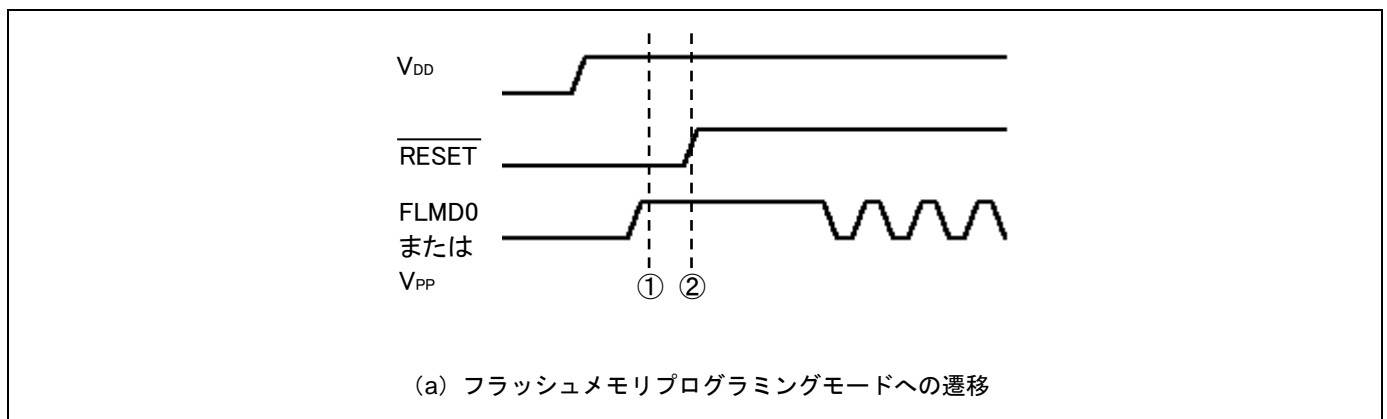 VDD
RESET
FLMD0
または
VPP
① ②
(a) フラッシュメモリプログラミングモードへの遷移